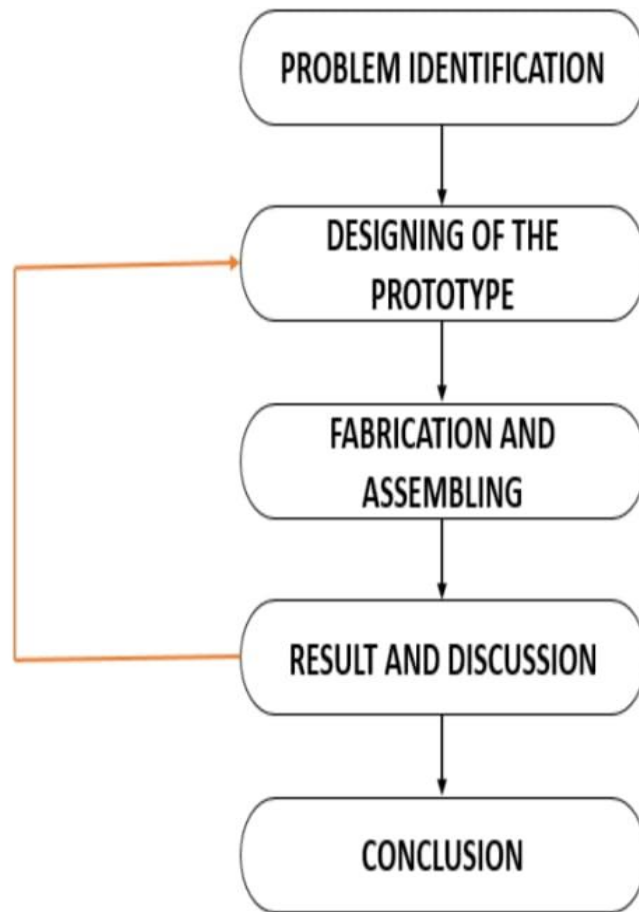 PROBLEM IDENTIFICATION
DESIGNING OF THE
PROTOTYPE
FABRICATION AND
ASSEMBLING
RESULT AND DISCUSSION
CONCLUSION